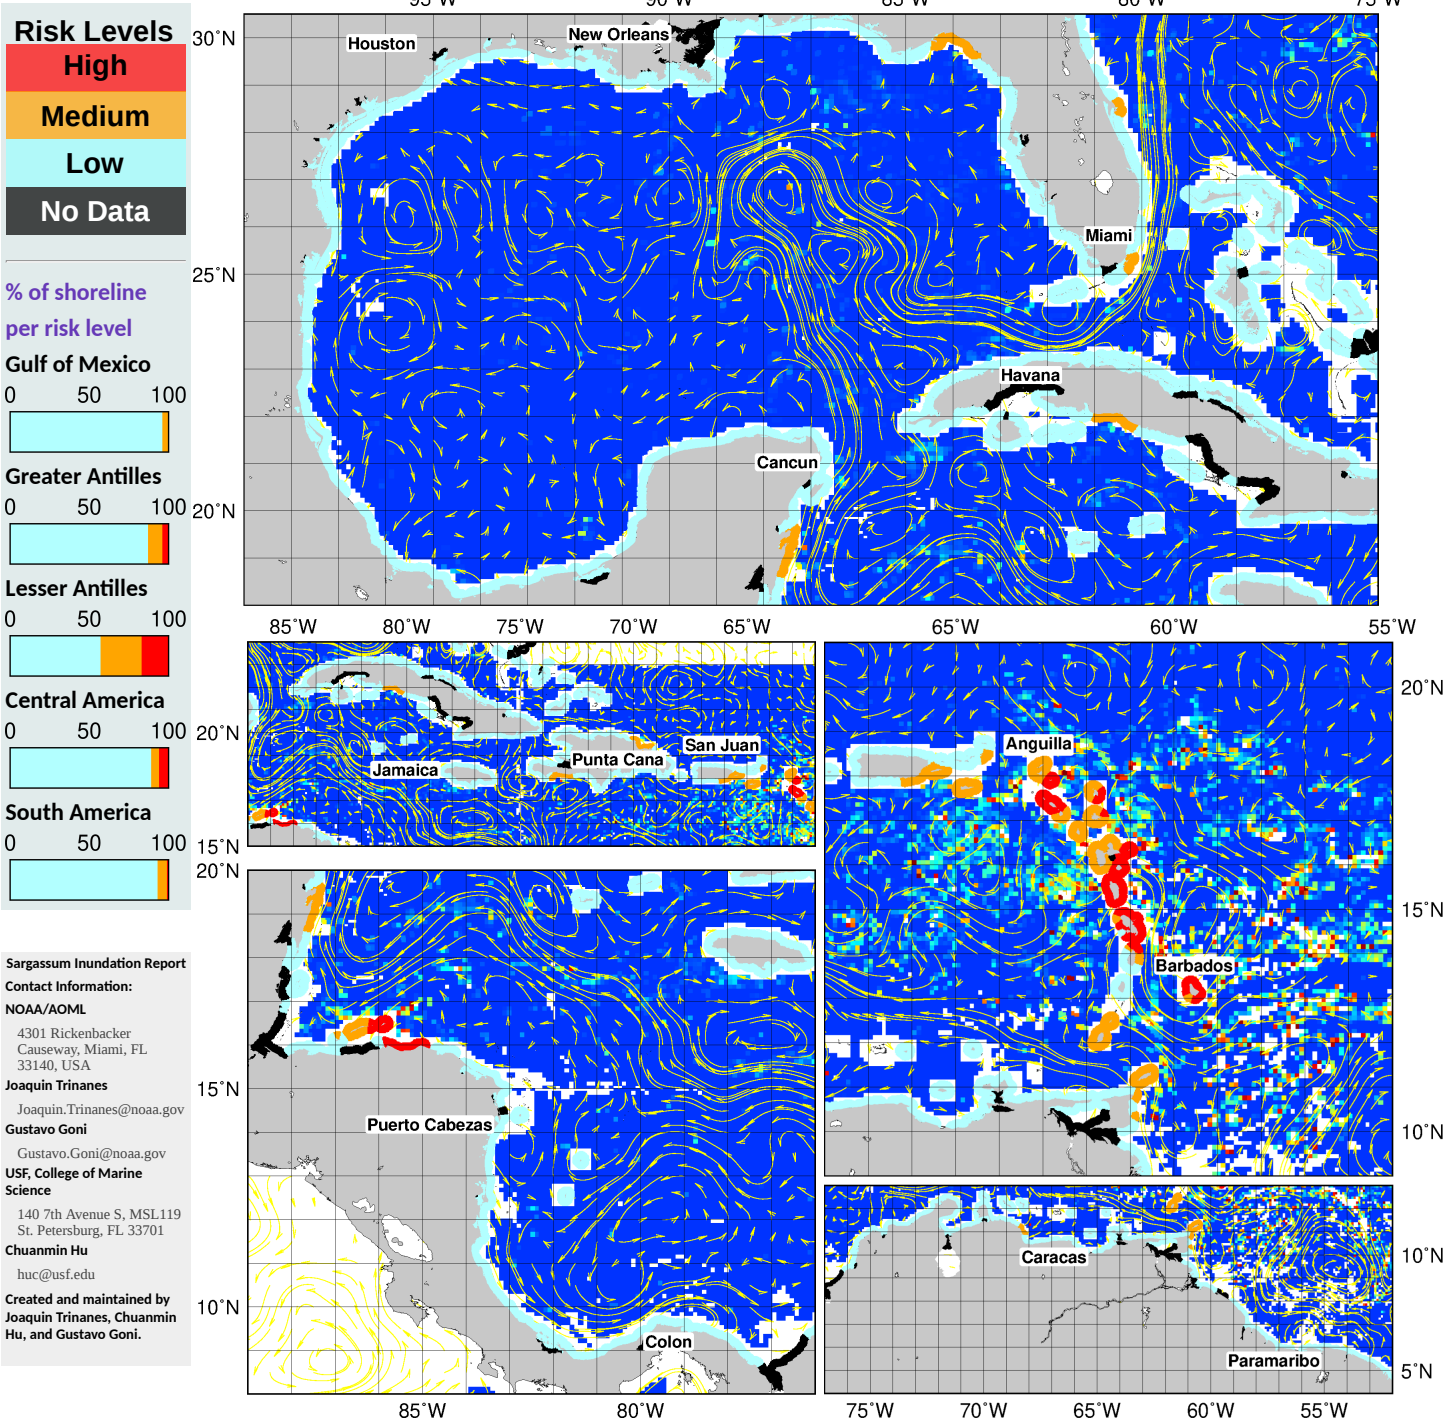 Risk Levels
High
Medium
Low
No Data
% of shoreline
per risk level
Gulf of Mexico
0 50 100
Greater Antilles
0 50 100
Lesser Antilles
0 50 100
Central America
0 50 100
South America
0 50 100
Sargassum Inundation Report
Contact Information:
NOAA/AOML
4301 Rickenbacker
Causeway, Miami, FL
33140, USA
Joaquin Trinanes
Joaquin.Trinanes@noaa.gov
Gustavo Goni
Gustavo.Goni@noaa.gov
USF, College of Marine
Science
140 7th Avenue S, MSL119
St. Petersburg, FL 33701
Chuanmin Hu
huc@usf.edu
Created and maintained by
Joaquin Trinanes, Chuanmin
Hu, and Gustavo Goni.
95°W 90°W 85°W 80°W 75°W
30°N
25°N
20°N
Houston
New Orleans
Miami
Havana
Cancun
85°W 80°W 75°W 70°W 65°W
20°N
15°N
Jamaica
Punta Cana
San Juan
65°W 60°W 55°W
20°N
15°N
10°N
Anguilla
Barbados
20°N
15°N
10°N
Puerto Cabezas
Colon
85°W 80°W
Caracas
Paramaribo
10°N
5°N
75°W 70°W 65°W 60°W 55°W